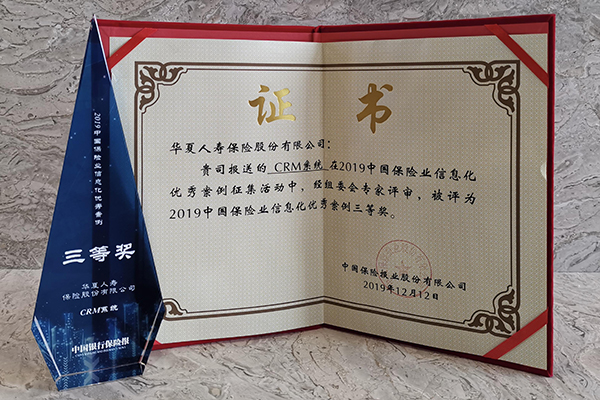 2019中国保险业信息化优秀案例
三等奖
华夏人寿
保险股份有限公司
CRM系统
中国银行保险报
证书
华夏人寿保险股份有限公司：
贵司报送的 CRM系统 在2019中国保险业信息化
优秀案例征集活动中，经组委会专家评审，被评为
2019中国保险业信息化优秀案例三等奖。
中国保险报业股份有限公司
2019年12月12日